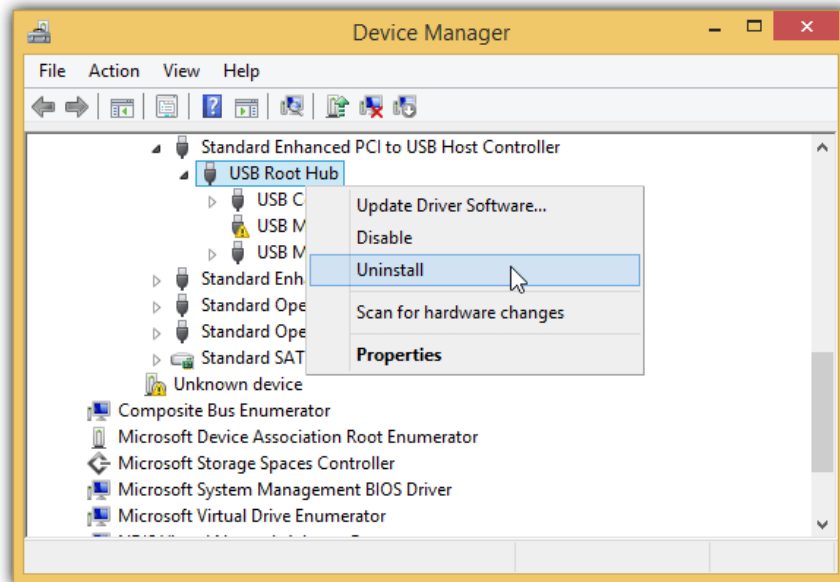 Device Manager
File Action View Help
Standard Enhanced PCI to USB Host Controller
USB Root Hub
USB C
USB M
USB M
Standard Enh
Standard Ope
Standard Ope
Standard SAT
Unknown device
Composite Bus Enumerator
Microsoft Device Association Root Enumerator
Microsoft Storage Spaces Controller
Microsoft System Management BIOS Driver
Microsoft Virtual Drive Enumerator
Update Driver Software...
Disable
Uninstall
Scan for hardware changes
Properties